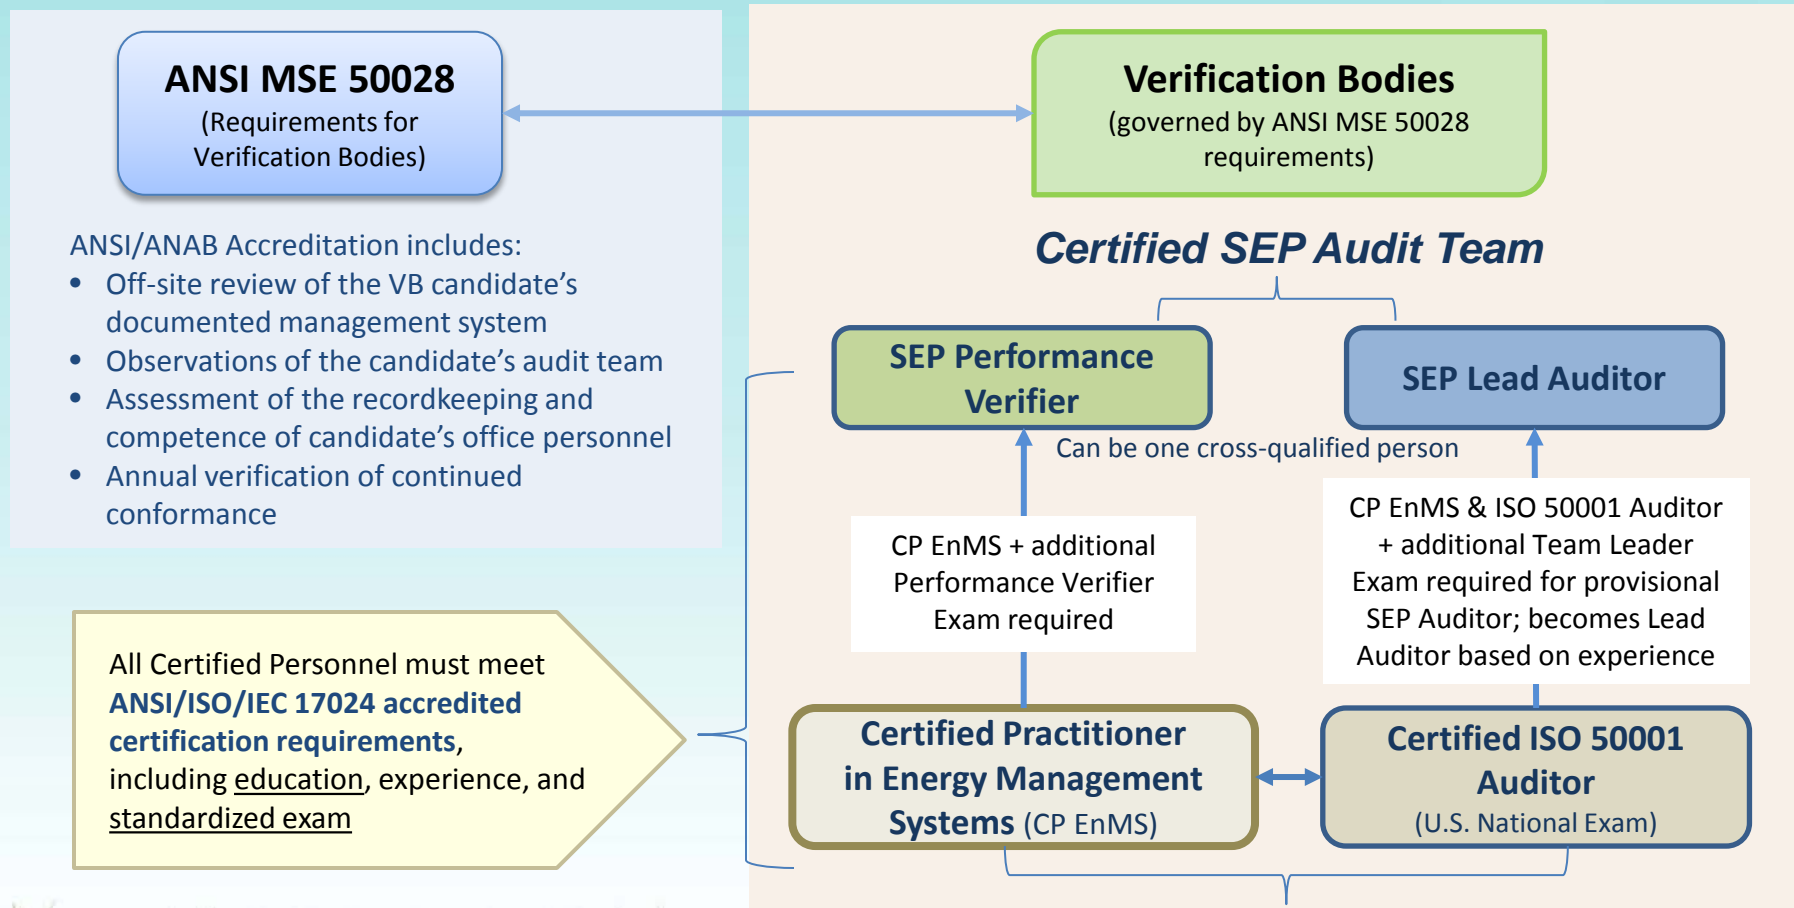 ANSI MSE 50028
(Requirements for
Verification Bodies)
ANSI/ANAB Accreditation includes:
• Off-site review of the VB candidate’s
documented management system
• Observations of the candidate’s audit team
• Assessment of the recordkeeping and
competence of candidate’s office personnel
• Annual verification of continued
conformance
All Certified Personnel must meet
ANSI/ISO/IEC 17024 accredited
certification requirements,
including education, experience, and
standardized exam
Verification Bodies
(governed by ANSI MSE 50028
requirements)
Certified SEP Audit Team
SEP Performance
Verifier
SEP Lead Auditor
Can be one cross-qualified person
CP EnMS + additional
Performance Verifier
Exam required
CP EnMS & ISO 50001 Auditor
+ additional Team Leader
Exam required for provisional
SEP Auditor; becomes Lead
Auditor based on experience
Certified Practitioner
in Energy Management
Systems (CP EnMS)
Certified ISO 50001
Auditor
(U.S. National Exam)